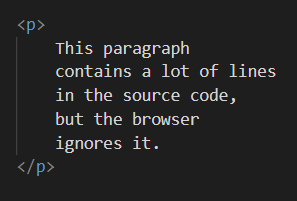 <p>
This paragraph
contains a lot of lines
in the source code,
but the browser
ignores it.
</p>